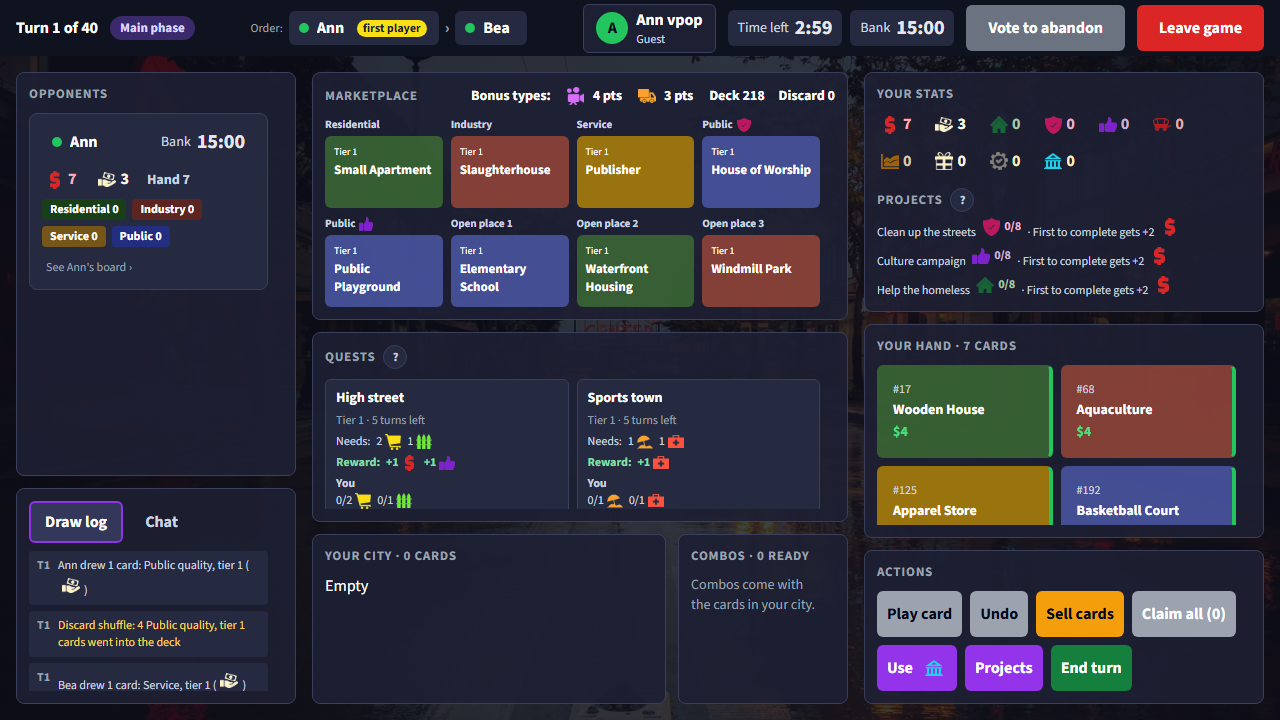 Turn 1 of 40 Main phase Order: Ann first player › Bea A Ann vpop Guest Time left 2:59 Bank 15:00 Vote to abandon Leave game
OPPONENTS
Ann Bank 15:00
7 3 Hand 7
Residential 0 Industry 0
Service 0 Public 0
See Ann's board ›
Draw log Chat
T1 Ann drew 1 card: Public quality, tier 1 (
)
T1 Discard shuffle: 4 Public quality, tier 1
cards went into the deck
T1 Bea drew 1 card: Service, tier 1 ( )
MARKETPLACE Bonus types: 4 pts 3 pts Deck 218 Discard 0
Residential Industry Service Public
Tier 1 Tier 1 Tier 1 Tier 1
Small Apartment Slaughterhouse Publisher House of Worship
Public Open place 1 Open place 2 Open place 3
Tier 1 Tier 1 Tier 1 Tier 1
Public Elementary Waterfront Windmill Park
Playground School Housing
QUESTS ?
High street Sports town
Tier 1 · 5 turns left Tier 1 · 5 turns left
Needs: 2 1 Needs: 1 1
Reward: +1 +1 Reward: +1
You You
0/2 0/1 0/1 0/1
YOUR CITY · 0 CARDS
Empty
COMBOS · 0 READY
Combos come with
the cards in your city.
YOUR STATS
$ 7 3 0 0 0 0
0 0 0 0
PROJECTS ?
Clean up the streets 0/8 · First to complete gets +2 $
Culture campaign 0/8 · First to complete gets +2 $
Help the homeless 0/8 · First to complete gets +2 $
YOUR HAND · 7 CARDS
#17 #68
Wooden House Aquaculture
$4 $4
#125 #192
Apparel Store Basketball Court
ACTIONS
Play card Undo Sell cards Claim all (0)
Use Projects End turn